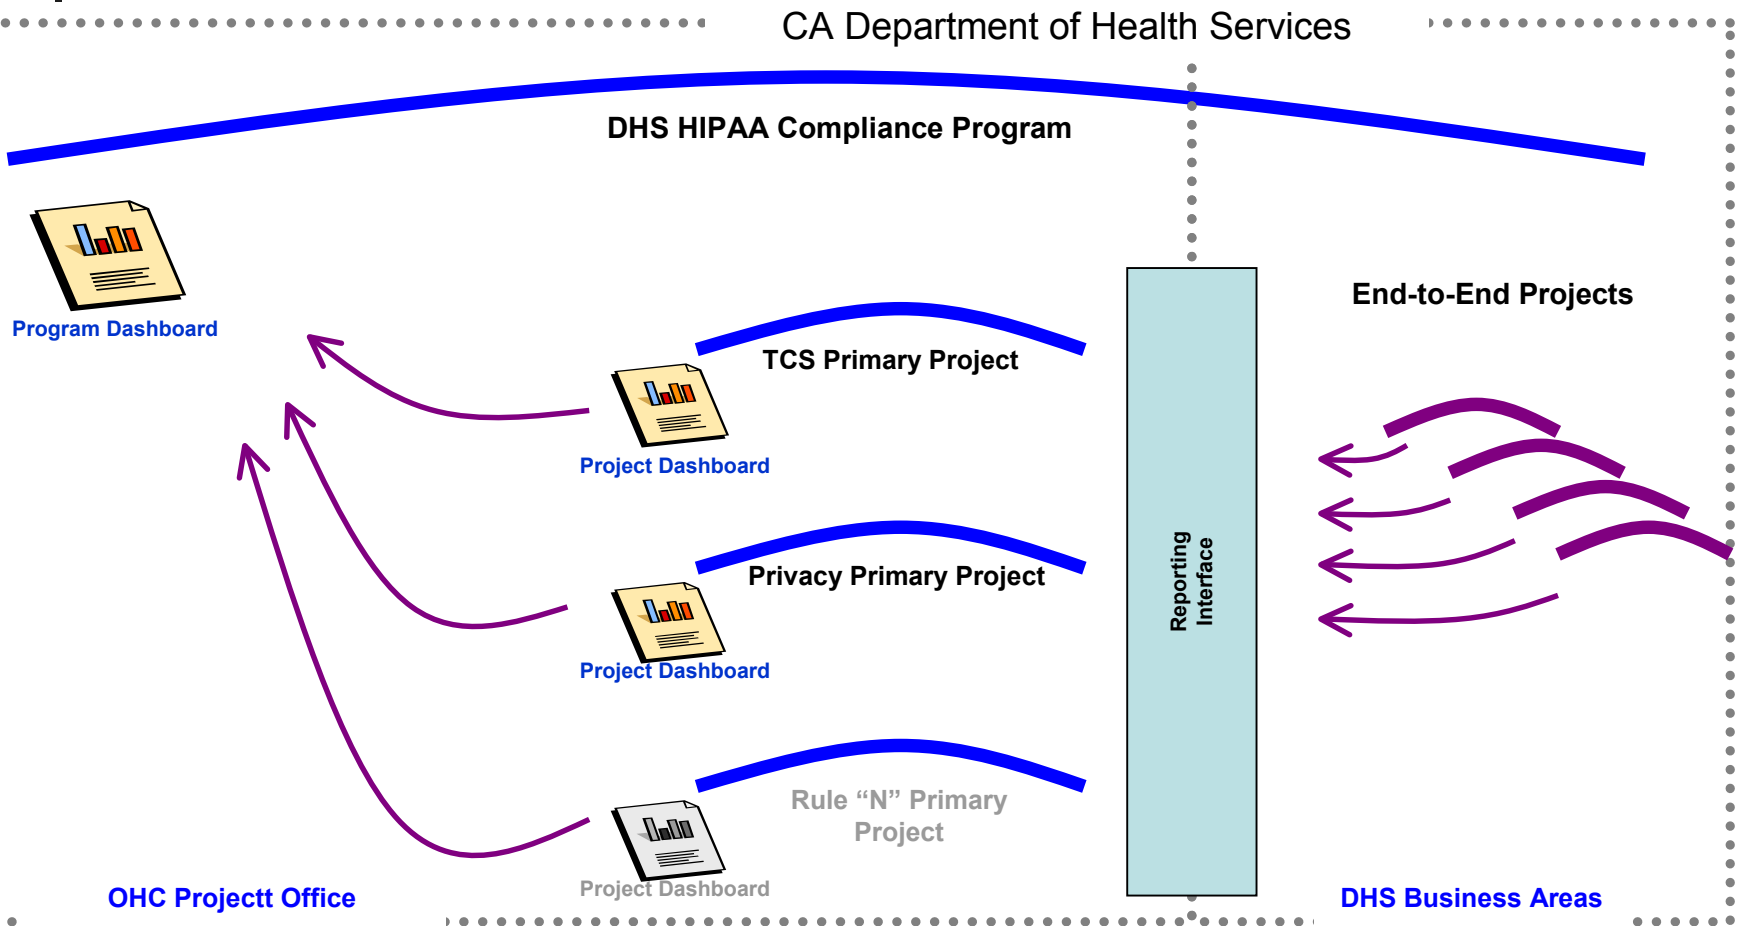 CA Department of Health Services
DHS HIPAA Compliance Program
Program Dashboard
End-to-End Projects
TCS Primary Project
Project Dashboard
Reporting
Interface
Privacy Primary Project
Project Dashboard
Rule “N” Primary
Project
Project Dashboard
OHC Projectt Office
DHS Business Areas